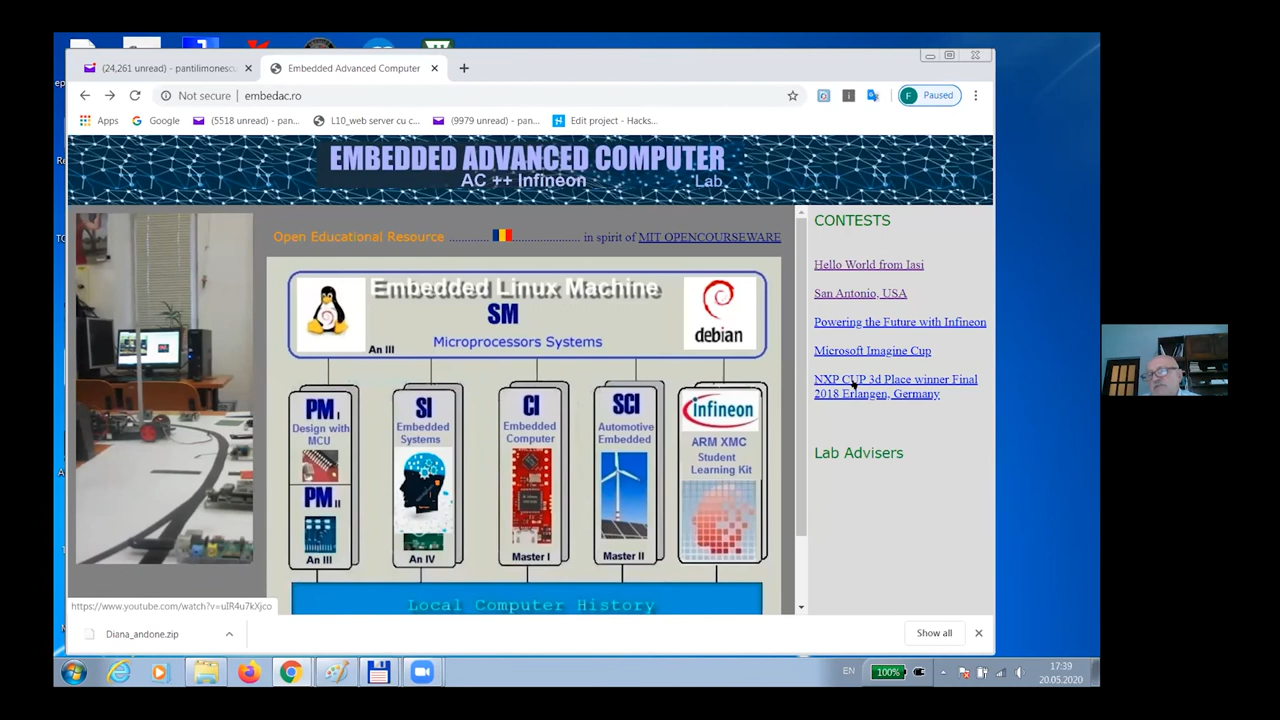 ep
(24,261 unread) - pantilimonescu
Embedded Advanced Computer
Not secure | embedac.ro
F Paused
Apps
Google
(5518 unread) - pan...
L10_web server cu c...
(9979 unread) - pan...
Edit project - Hacks...
EMBEDDED ADVANCED COMPUTER
AC ++ Infineon Lab
Open Educational Resource ............ ....................... in spirit of MIT OPENCOURSEWARE
Embedded Linux Machine
SM
Microprocessors Systems
An III
debian
PM I
Design with
MCU
PM II
An III
SI
Embedded
Systems
An IV
CI
Embedded
Computer
Master I
SCI
Automotive
Embedded
Master II
infineon
ARM XMC
Student
Learning Kit
Local Computer History
CONTESTS
Hello World from Iasi
San Antonio, USA
Powering the Future with Infineon
Microsoft Imagine Cup
NXP CUP 3d Place winner Final
2018 Erlangen, Germany
Lab Advisers
https://www.youtube.com/watch?v=uIR4u7kXjco
Diana_andone.zip
Show all
EN
100%
17:39
20.05.2020